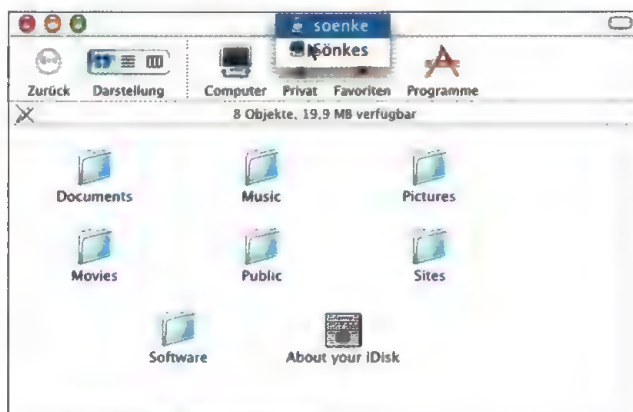 soenke
Sönkes
Zurück Darstellung Computer Privat Favoriten Programme
8 Objekte, 19,9 MB verfügbar
Documents Music Pictures
Movies Public Sites
Software About your iDisk